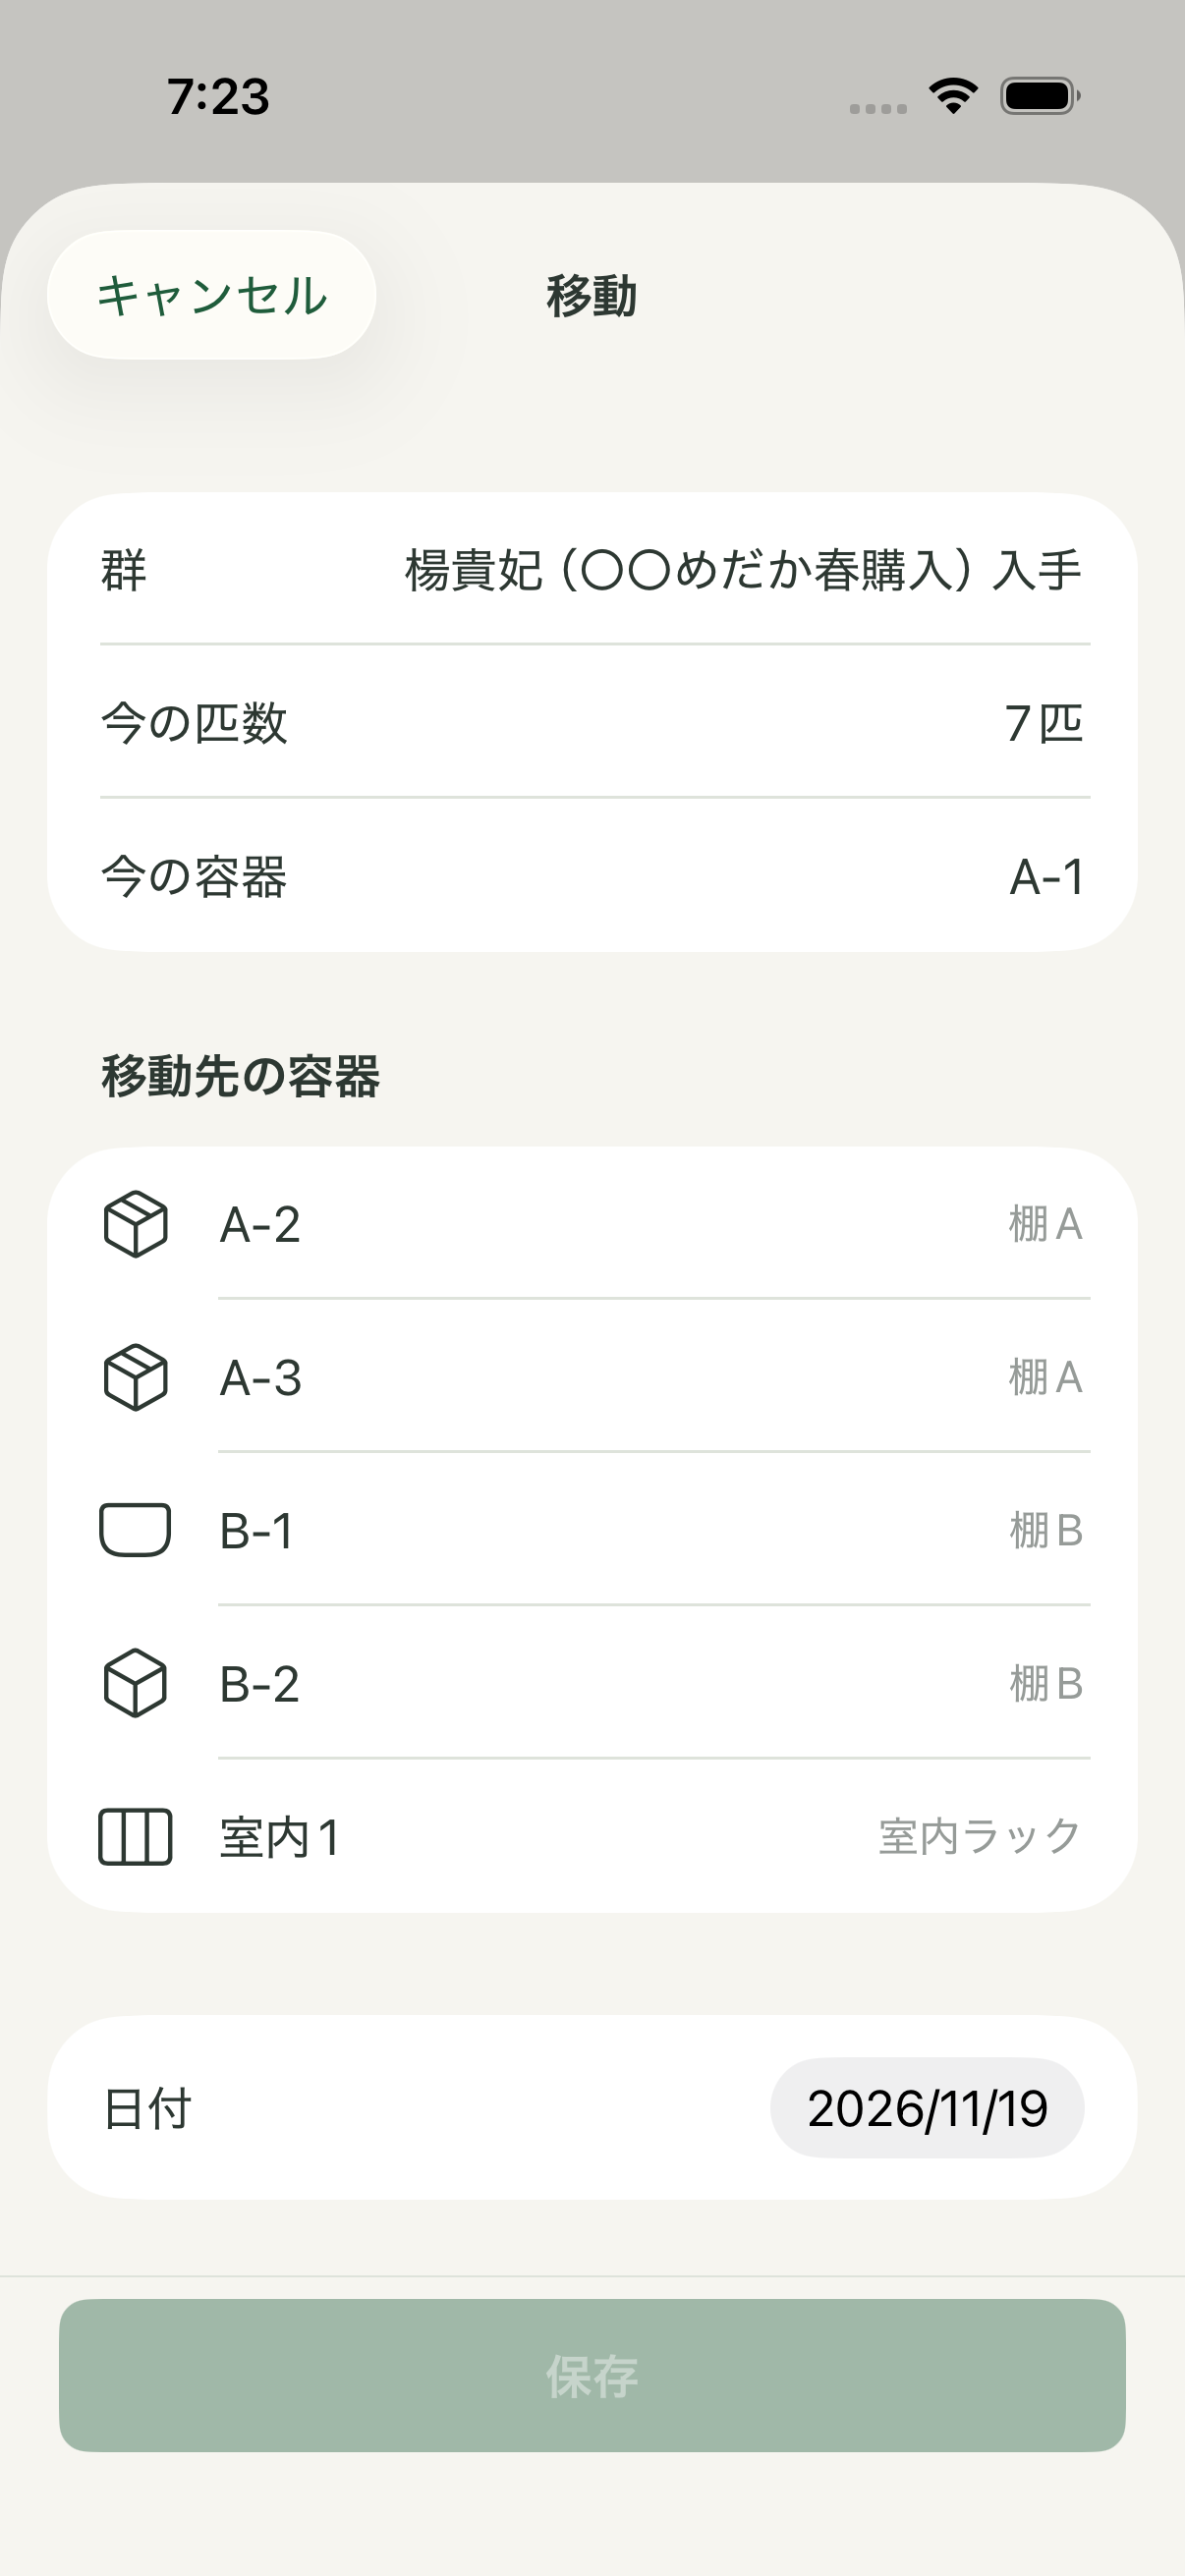 7:23
キャンセル
移動
群 楊貴妃（〇〇めだか春購入）入手
今の匹数 7匹
今の容器 A-1
移動先の容器
A-2 棚A
A-3 棚A
B-1 棚B
B-2 棚B
室内1 室内ラック
日付 2026/11/19
保存